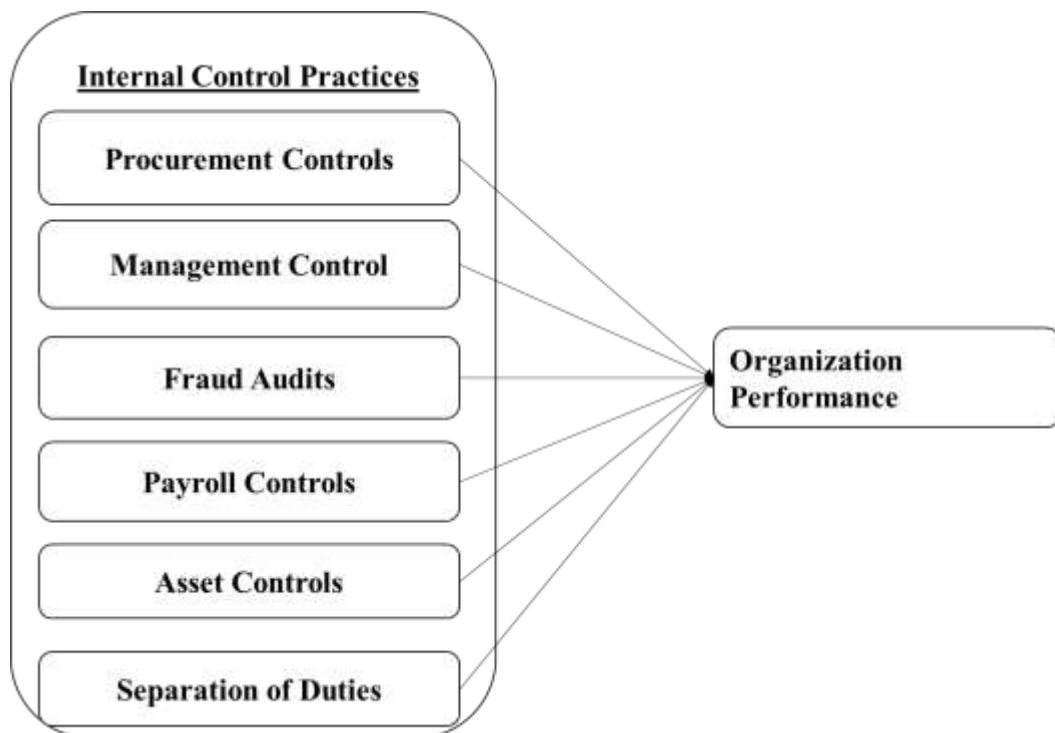 Internal Control Practices
Procurement Controls
Management Control
Fraud Audits
Payroll Controls
Asset Controls
Separation of Duties
Organization
Performance